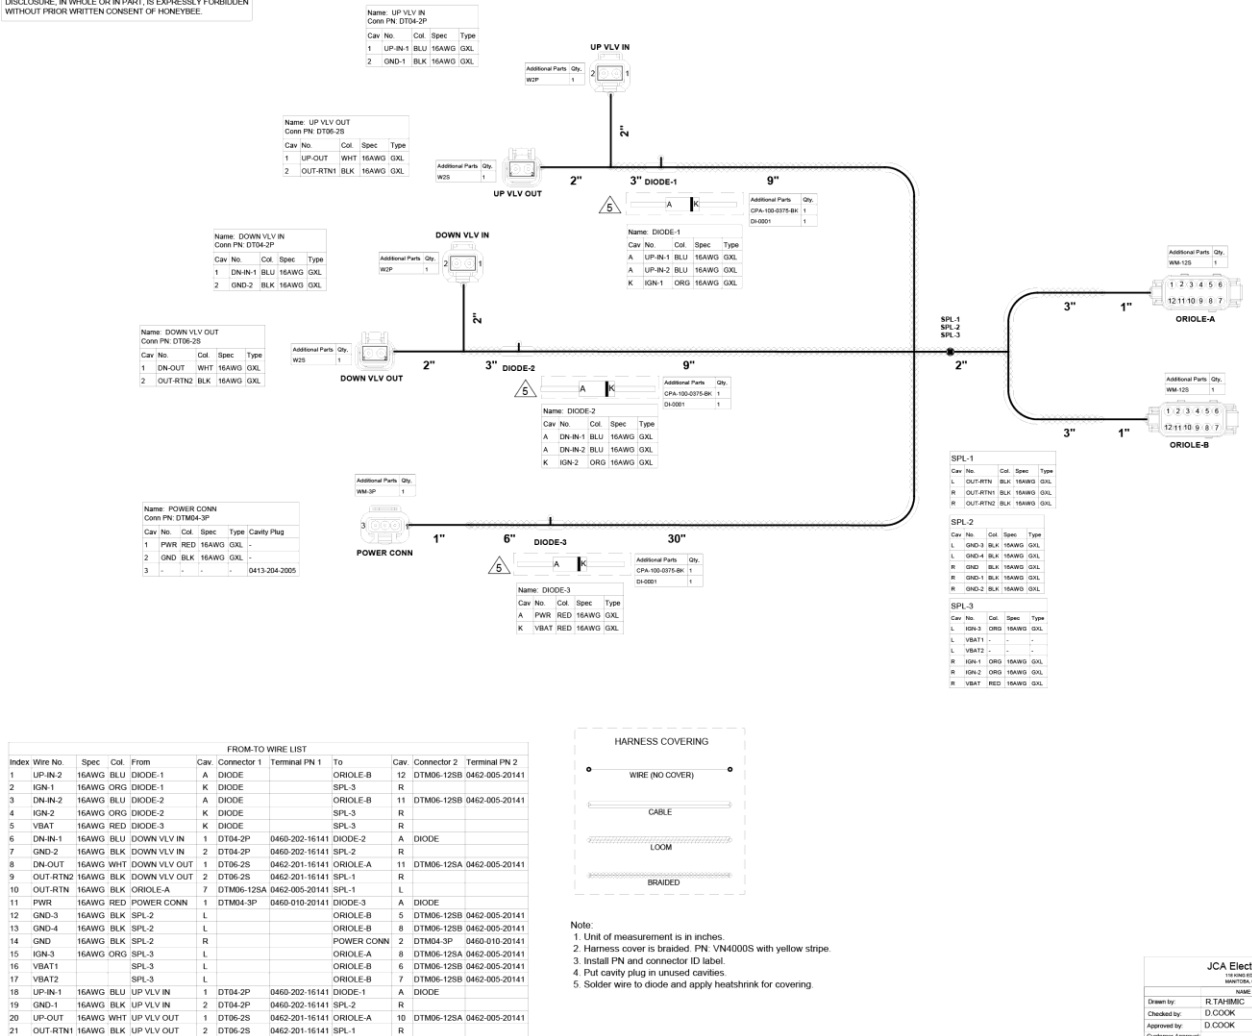 DISCLOSURE, IN WHOLE OR IN PART, IS EXPRESSLY FORBIDDEN
WITHOUT PRIOR WRITTEN CONSENT OF HONEYBEE.
Name: UP VLV IN
Conn PN: DT04-2P
Cav No. Col. Spec Type
1 UP-IN-1 BLU 16AWG GXL
2 GND-1 BLK 16AWG GXL
UP VLV IN
Additional Parts Qty.
W2P 1
2 1
2"
Name: UP VLV OUT
Conn PN: DT06-2S
Cav No. Col. Spec Type
1 UP-OUT WHT 16AWG GXL
2 OUT-RTN1 BLK 16AWG GXL
Additional Parts Qty.
W2S 1
UP VLV OUT
2" 3" DIODE-1 9"
5
A K
Additional Parts Qty.
CPA-100-0375-BK 1
DI-0001 1
Name: DIODE-1
Cav No. Col. Spec Type
A UP-IN-1 BLU 16AWG GXL
A UP-IN-2 BLU 16AWG GXL
K IGN-1 ORG 16AWG GXL
Name: DOWN VLV IN
Conn PN: DT04-2P
Cav No. Col. Spec Type
1 DN-IN-1 BLU 16AWG GXL
2 GND-2 BLK 16AWG GXL
DOWN VLV IN
Additional Parts Qty.
W2P 1
2 1
2"
Name: DOWN VLV OUT
Conn PN: DT06-2S
Cav No. Col. Spec Type
1 DN-OUT WHT 16AWG GXL
2 OUT-RTN2 BLK 16AWG GXL
Additional Parts Qty.
W2S 1
DOWN VLV OUT
2" 3" DIODE-2 9"
5
A K
Additional Parts Qty.
CPA-100-0375-BK 1
DI-0001 1
Name: DIODE-2
Cav No. Col. Spec Type
A DN-IN-1 BLU 16AWG GXL
A DN-IN-2 BLU 16AWG GXL
K IGN-2 ORG 16AWG GXL
SPL-1
SPL-2
SPL-3
2"
Additional Parts Qty.
WM-12S 1
1 2 3 4 5 6
12 11 10 9 8 7
3" 1"
ORIOLE-A
Additional Parts Qty.
WM-12S 1
1 2 3 4 5 6
12 11 10 9 8 7
3" 1"
ORIOLE-B
Additional Parts Qty.
WM-3P 1
Name: POWER CONN
Conn PN: DTM04-3P
Cav No. Col. Spec Type Cavity Plug
1 PWR RED 16AWG GXL -
2 GND BLK 16AWG GXL -
3 - - - - 0413-204-2005
3 1
POWER CONN
1" 6" DIODE-3 30"
5
A K
Additional Parts Qty.
CPA-100-0375-BK 1
DI-0001 1
Name: DIODE-3
Cav No. Col. Spec Type
A PWR RED 16AWG GXL
K VBAT RED 16AWG GXL
SPL-1
Cav No. Col. Spec Type
L OUT-RTN BLK 16AWG GXL
R OUT-RTN1 BLK 16AWG GXL
R OUT-RTN2 BLK 16AWG GXL
SPL-2
Cav No. Col. Spec Type
L GND-3 BLK 16AWG GXL
L GND-4 BLK 16AWG GXL
R GND BLK 16AWG GXL
R GND-1 BLK 16AWG GXL
R GND-2 BLK 16AWG GXL
SPL-3
Cav No. Col. Spec Type
L IGN-3 ORG 16AWG GXL
L VBAT1 - - -
L VBAT2 - - -
R IGN-1 ORG 16AWG GXL
R IGN-2 ORG 16AWG GXL
R VBAT RED 16AWG GXL
FROM-TO WIRE LIST
Index Wire No. Spec Col. From Cav. Connector 1 Terminal PN 1 To Cav. Connector 2 Terminal PN 2
1 UP-IN-2 16AWG BLU DIODE-1 A DIODE ORIOLE-B 12 DTM06-12SB 0462-005-20141
2 IGN-1 16AWG ORG DIODE-1 K DIODE SPL-3 R
3 DN-IN-2 16AWG BLU DIODE-2 A DIODE ORIOLE-B 11 DTM06-12SB 0462-005-20141
4 IGN-2 16AWG ORG DIODE-2 K DIODE SPL-3 R
5 VBAT 16AWG RED DIODE-3 K DIODE SPL-3 R
6 DN-IN-1 16AWG BLU DOWN VLV IN 1 DT04-2P 0460-202-16141 DIODE-2 A DIODE
7 GND-2 16AWG BLK DOWN VLV IN 2 DT04-2P 0460-202-16141 SPL-2 R
8 DN-OUT 16AWG WHT DOWN VLV OUT 1 DT06-2S 0462-201-16141 ORIOLE-A 11 DTM06-12SA 0462-005-20141
9 OUT-RTN2 16AWG BLK DOWN VLV OUT 2 DT06-2S 0462-201-16141 SPL-1 R
10 OUT-RTN 16AWG BLK ORIOLE-A 7 DTM06-12SA 0462-005-20141 SPL-1 L
11 PWR 16AWG RED POWER CONN 1 DTM04-3P 0460-010-20141 DIODE-3 A DIODE
12 GND-3 16AWG BLK SPL-2 L ORIOLE-B 5 DTM06-12SB 0462-005-20141
13 GND-4 16AWG BLK SPL-2 L ORIOLE-B 8 DTM06-12SB 0462-005-20141
14 GND 16AWG BLK SPL-2 R POWER CONN 2 DTM04-3P 0460-010-20141
15 IGN-3 16AWG ORG SPL-3 L ORIOLE-A 8 DTM06-12SA 0462-005-20141
16 VBAT1 SPL-3 L ORIOLE-B 6 DTM06-12SB 0462-005-20141
17 VBAT2 SPL-3 L ORIOLE-B 7 DTM06-12SB 0462-005-20141
18 UP-IN-1 16AWG BLU UP VLV IN 1 DT04-2P 0460-202-16141 DIODE-1 A DIODE
19 GND-1 16AWG BLK UP VLV IN 2 DT04-2P 0460-202-16141 SPL-2 R
20 UP-OUT 16AWG WHT UP VLV OUT 1 DT06-2S 0462-201-16141 ORIOLE-A 10 DTM06-12SA 0462-005-20141
21 OUT-RTN1 16AWG BLK UP VLV OUT 2 DT06-2S 0462-201-16141 SPL-1 R
HARNESS COVERING
WIRE (NO COVER)
CABLE
LOOM
BRAIDED
Note:
1. Unit of measurement is in inches.
2. Harness cover is braided. PN: VN4000S with yellow stripe.
3. Install PN and connector ID label.
4. Put cavity plug in unused cavities.
5. Solder wire to diode and apply heatshrink for covering.
JCA Elect
NAME
Drawn by: R.TAHIMIC
Checked by: D.COOK
Approved by: D.COOK